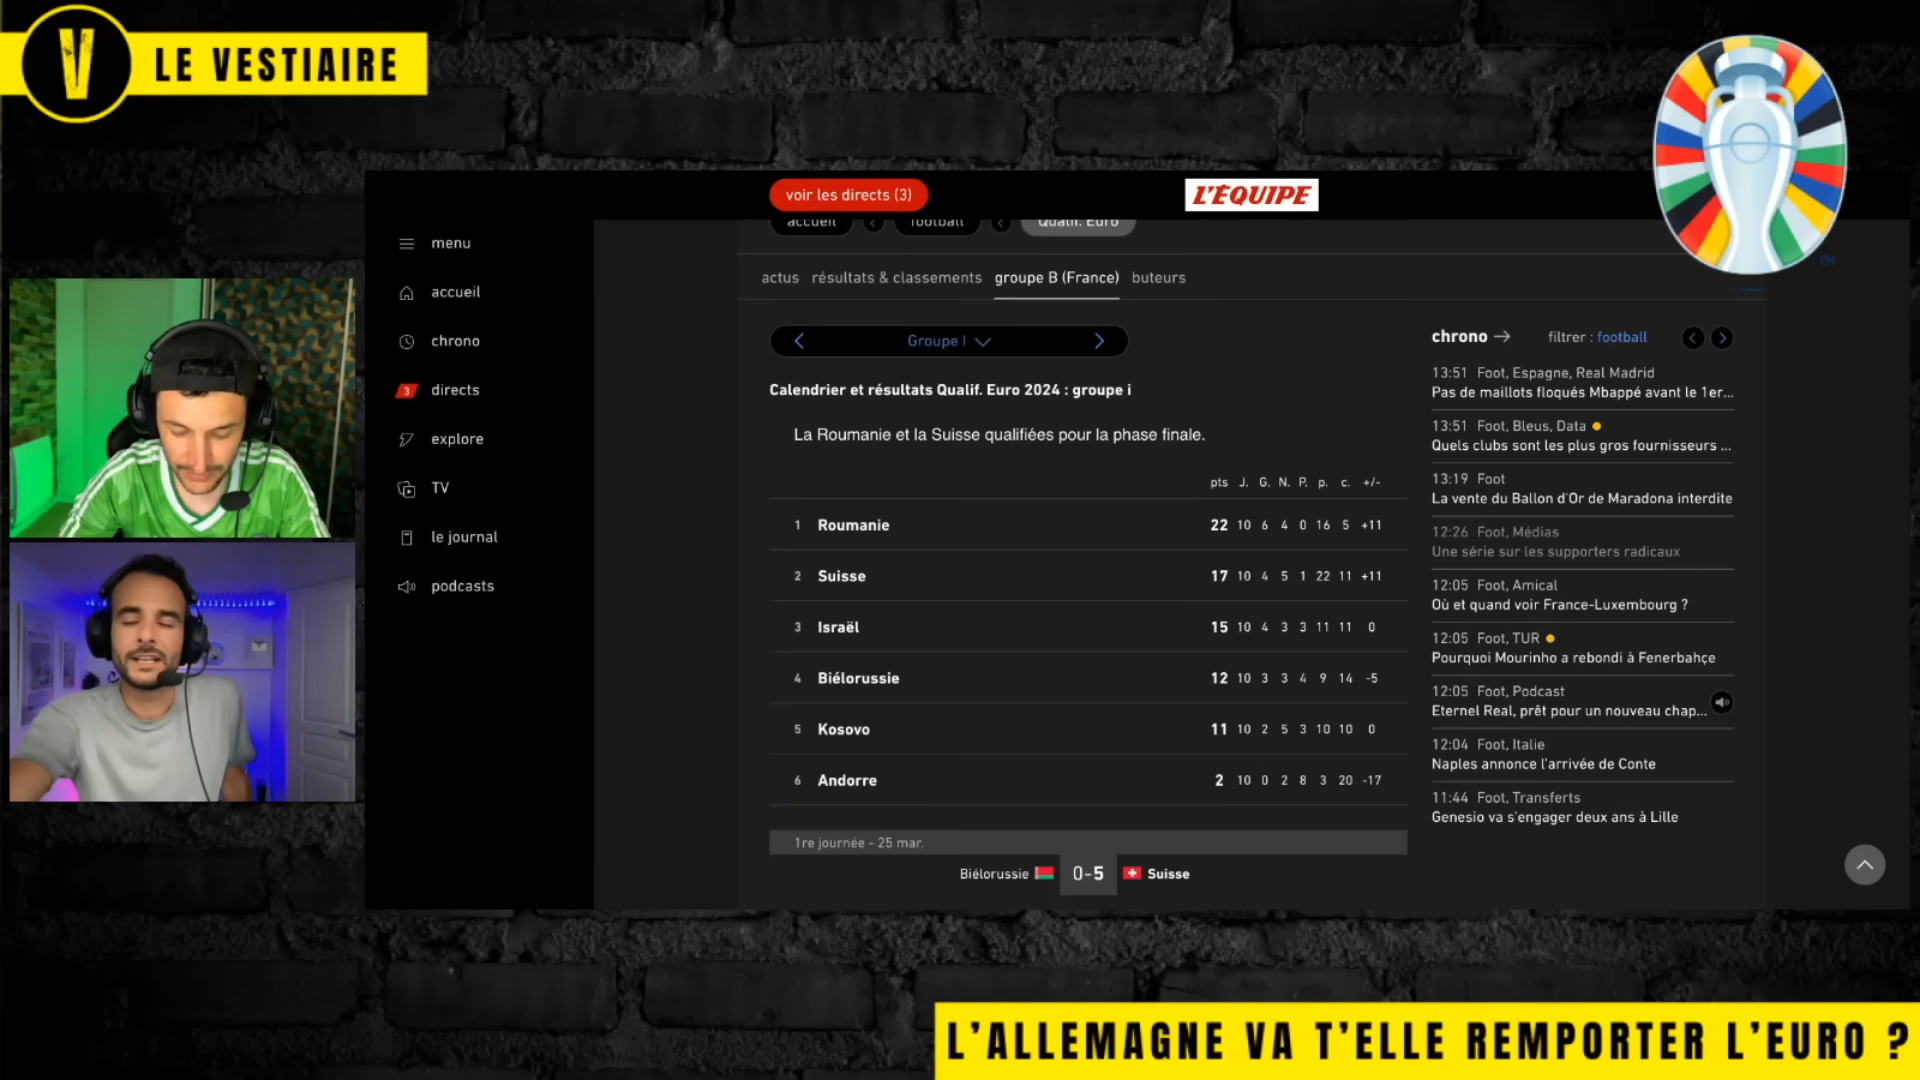 V LE VESTIAIRE
voir les directs (3)
L'ÉQUIPE
accueil < football < Qualif. Euro
TM
menu
accueil
chrono
3 directs
explore
TV
le journal
podcasts
actus résultats & classements groupe B (France) buteurs
Groupe I
Calendrier et résultats Qualif. Euro 2024 : groupe i
La Roumanie et la Suisse qualifiées pour la phase finale.
pts J. G. N. P. p. c. +/-
1 Roumanie 22 10 6 4 0 16 5 +11
2 Suisse 17 10 4 5 1 22 11 +11
3 Israël 15 10 4 3 3 11 11 0
4 Biélorussie 12 10 3 3 4 9 14 -5
5 Kosovo 11 10 2 5 3 10 10 0
6 Andorre 2 10 0 2 8 3 20 -17
1re journée - 25 mar.
Biélorussie 0-5 Suisse
chrono → filtrer : football
13:51 Foot, Espagne, Real Madrid
Pas de maillots floqués Mbappé avant le 1er...
13:51 Foot, Bleus, Data
Quels clubs sont les plus gros fournisseurs ...
13:19 Foot
La vente du Ballon d'Or de Maradona interdite
12:26 Foot, Médias
Une série sur les supporters radicaux
12:05 Foot, Amical
Où et quand voir France-Luxembourg ?
12:05 Foot, TUR
Pourquoi Mourinho a rebondi à Fenerbahçe
12:05 Foot, Podcast
Eternel Real, prêt pour un nouveau chap...
12:04 Foot, Italie
Naples annonce l'arrivée de Conte
11:44 Foot, Transferts
Genesio va s'engager deux ans à Lille
L'ALLEMAGNE VA T'ELLE REMPORTER L'EURO ?